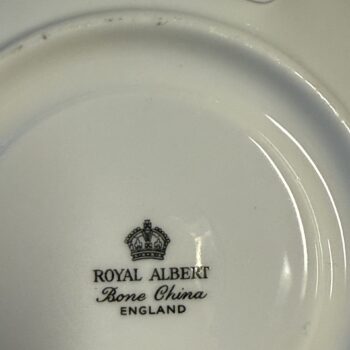 ROYAL ALBERT
Bone China
ENGLAND